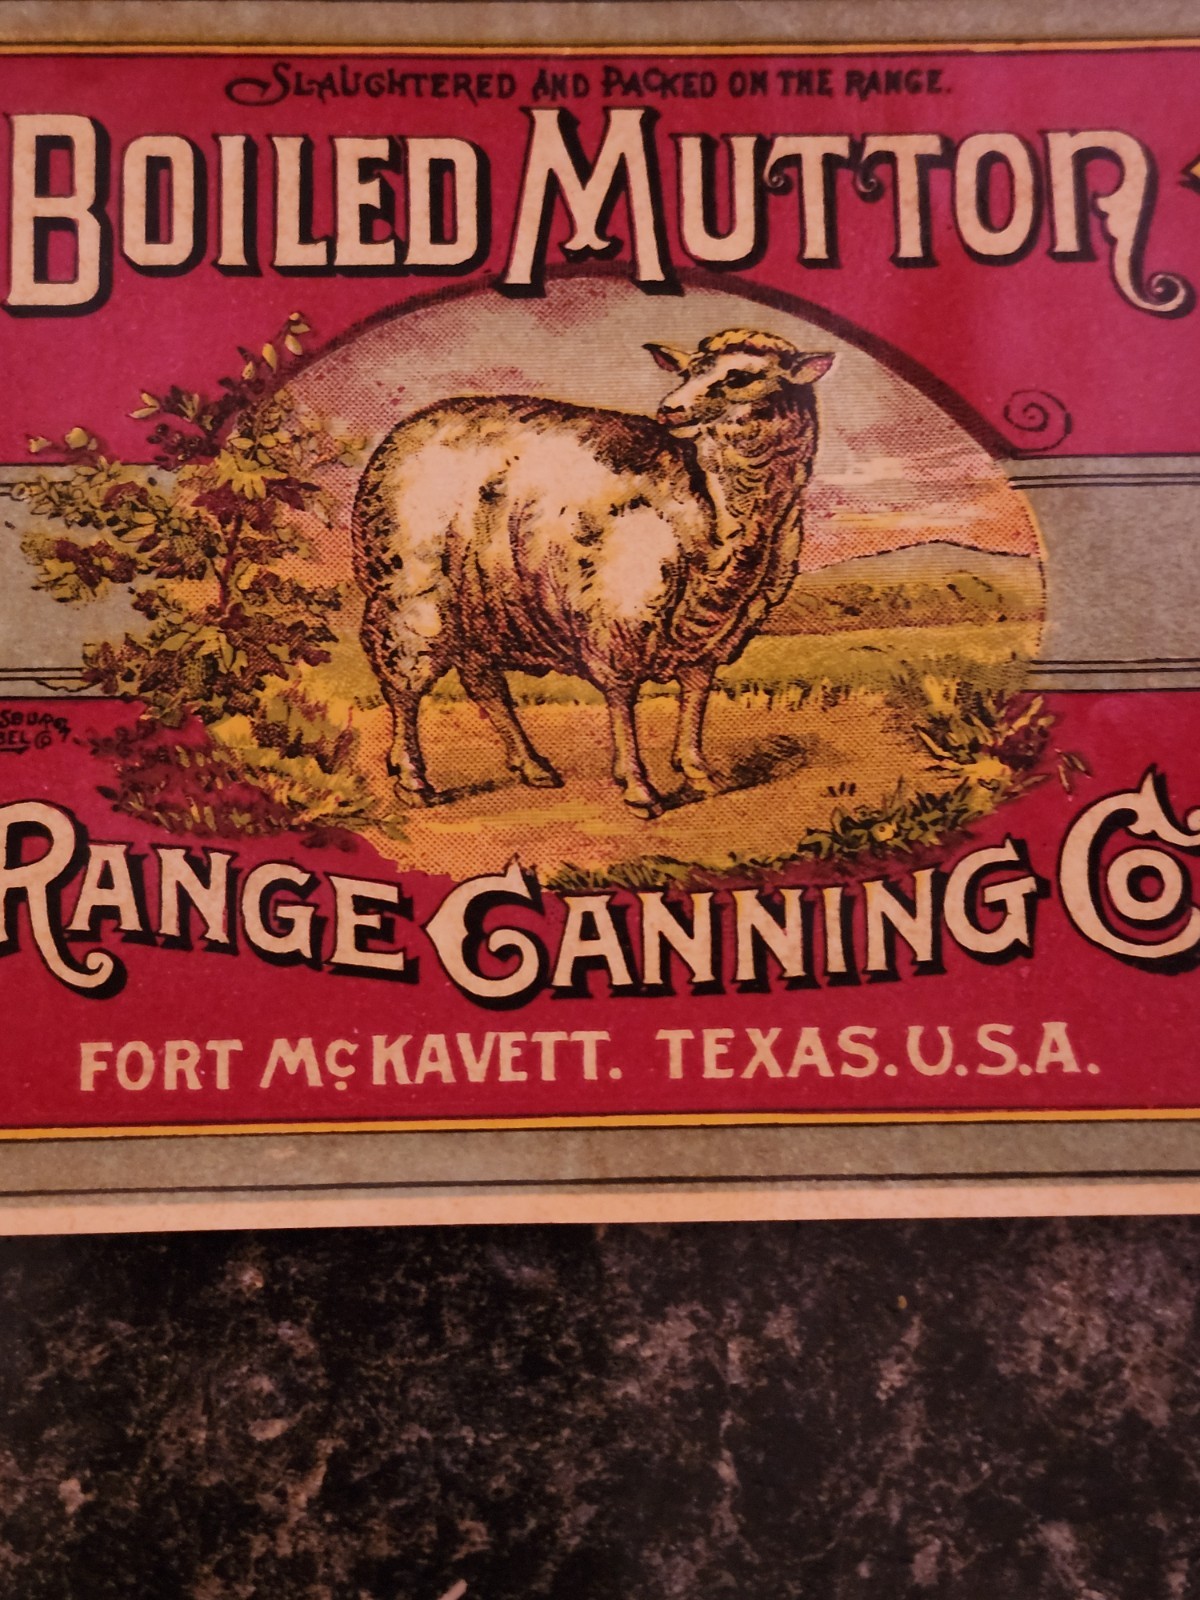 SLAUGHTERED AND PACKED ON THE RANGE.
BOILED MUTTON
RANGE CANNING CO
FORT McKAVETT. TEXAS. U.S.A.